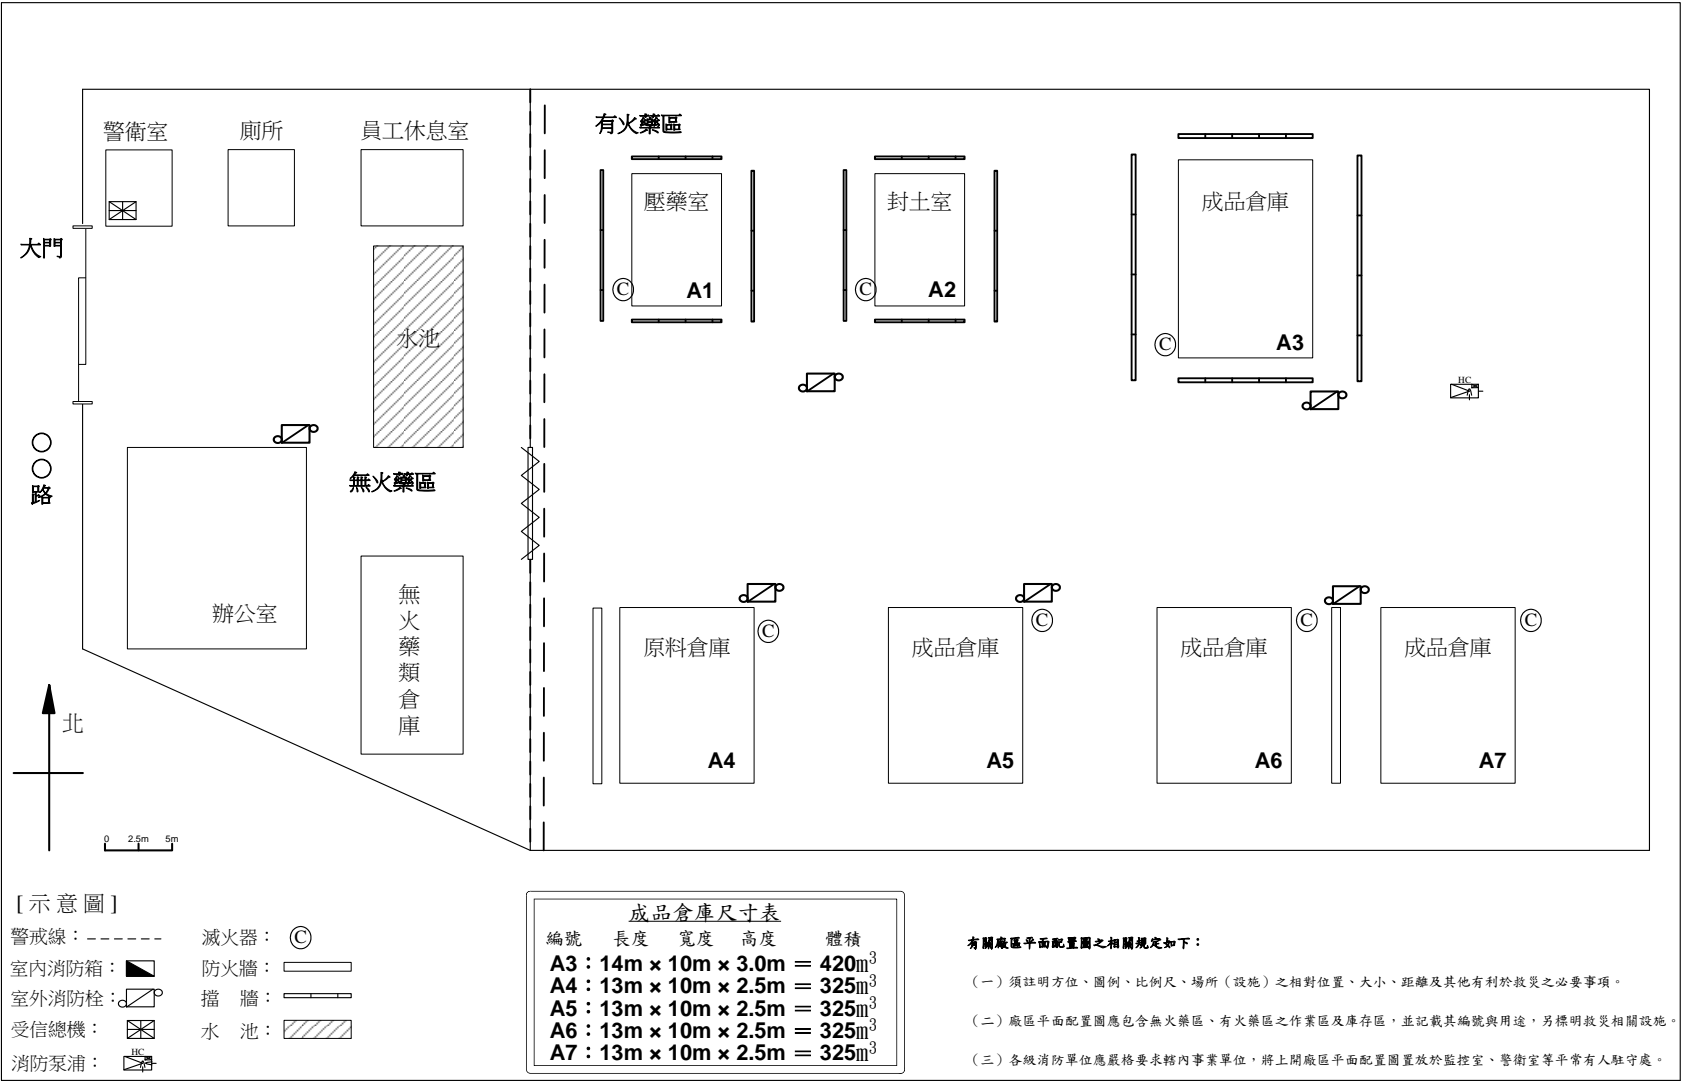 警衛室
廁所
員工休息室
大門
水池
○
○
路
無火藥區
辦公室
無火藥類倉庫
北
0 2.5m 5m
有火藥區
壓藥室
A1
C
封土室
A2
C
成品倉庫
A3
C
HC
原料倉庫
A4
C
成品倉庫
A5
C
成品倉庫
A6
C
成品倉庫
A7
C
[示意圖]
警戒線：------
滅火器：C
室內消防箱：
防火牆：
室外消防栓：
擋 牆：
受信總機：
水 池：
消防泵浦：HC
成品倉庫尺寸表
編號 長度 寬度 高度 體積
A3：14m × 10m × 3.0m = 420m³
A4：13m × 10m × 2.5m = 325m³
A5：13m × 10m × 2.5m = 325m³
A6：13m × 10m × 2.5m = 325m³
A7：13m × 10m × 2.5m = 325m³
有關廠區平面配置圖之相關規定如下：
（一）須註明方位、圖例、比例尺、場所（設施）之相對位置、大小、距離及其他有利於救災之必要事項。
（二）廠區平面配置圖應包含無火藥區、有火藥區之作業區及庫存區，並記載其編號與用途，另標明救災相關設施。
（三）各級消防單位應嚴格要求轄內事業單位，將上開廠區平面配置圖置放於監控室、警衛室等平常有人駐守處。